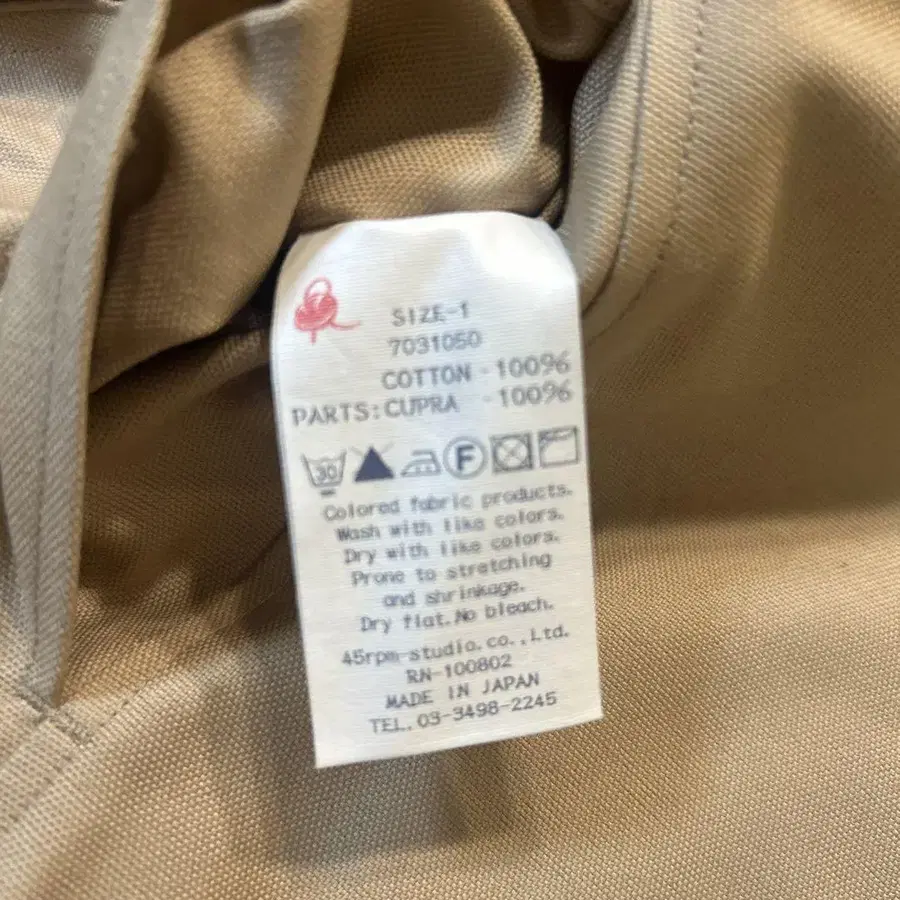 SIZE-1
7031050
COTTON - 100%
PARTS:CUPRA - 100%
30 F
Colored fabric products.
Wash with like colors.
Dry with like colors.
Prone to stretching
and shrinkage.
Dry flat. No bleach.
45rpm-studio.co.,Ltd.
RN-100802
MADE IN JAPAN
TEL. 03-3498-2245